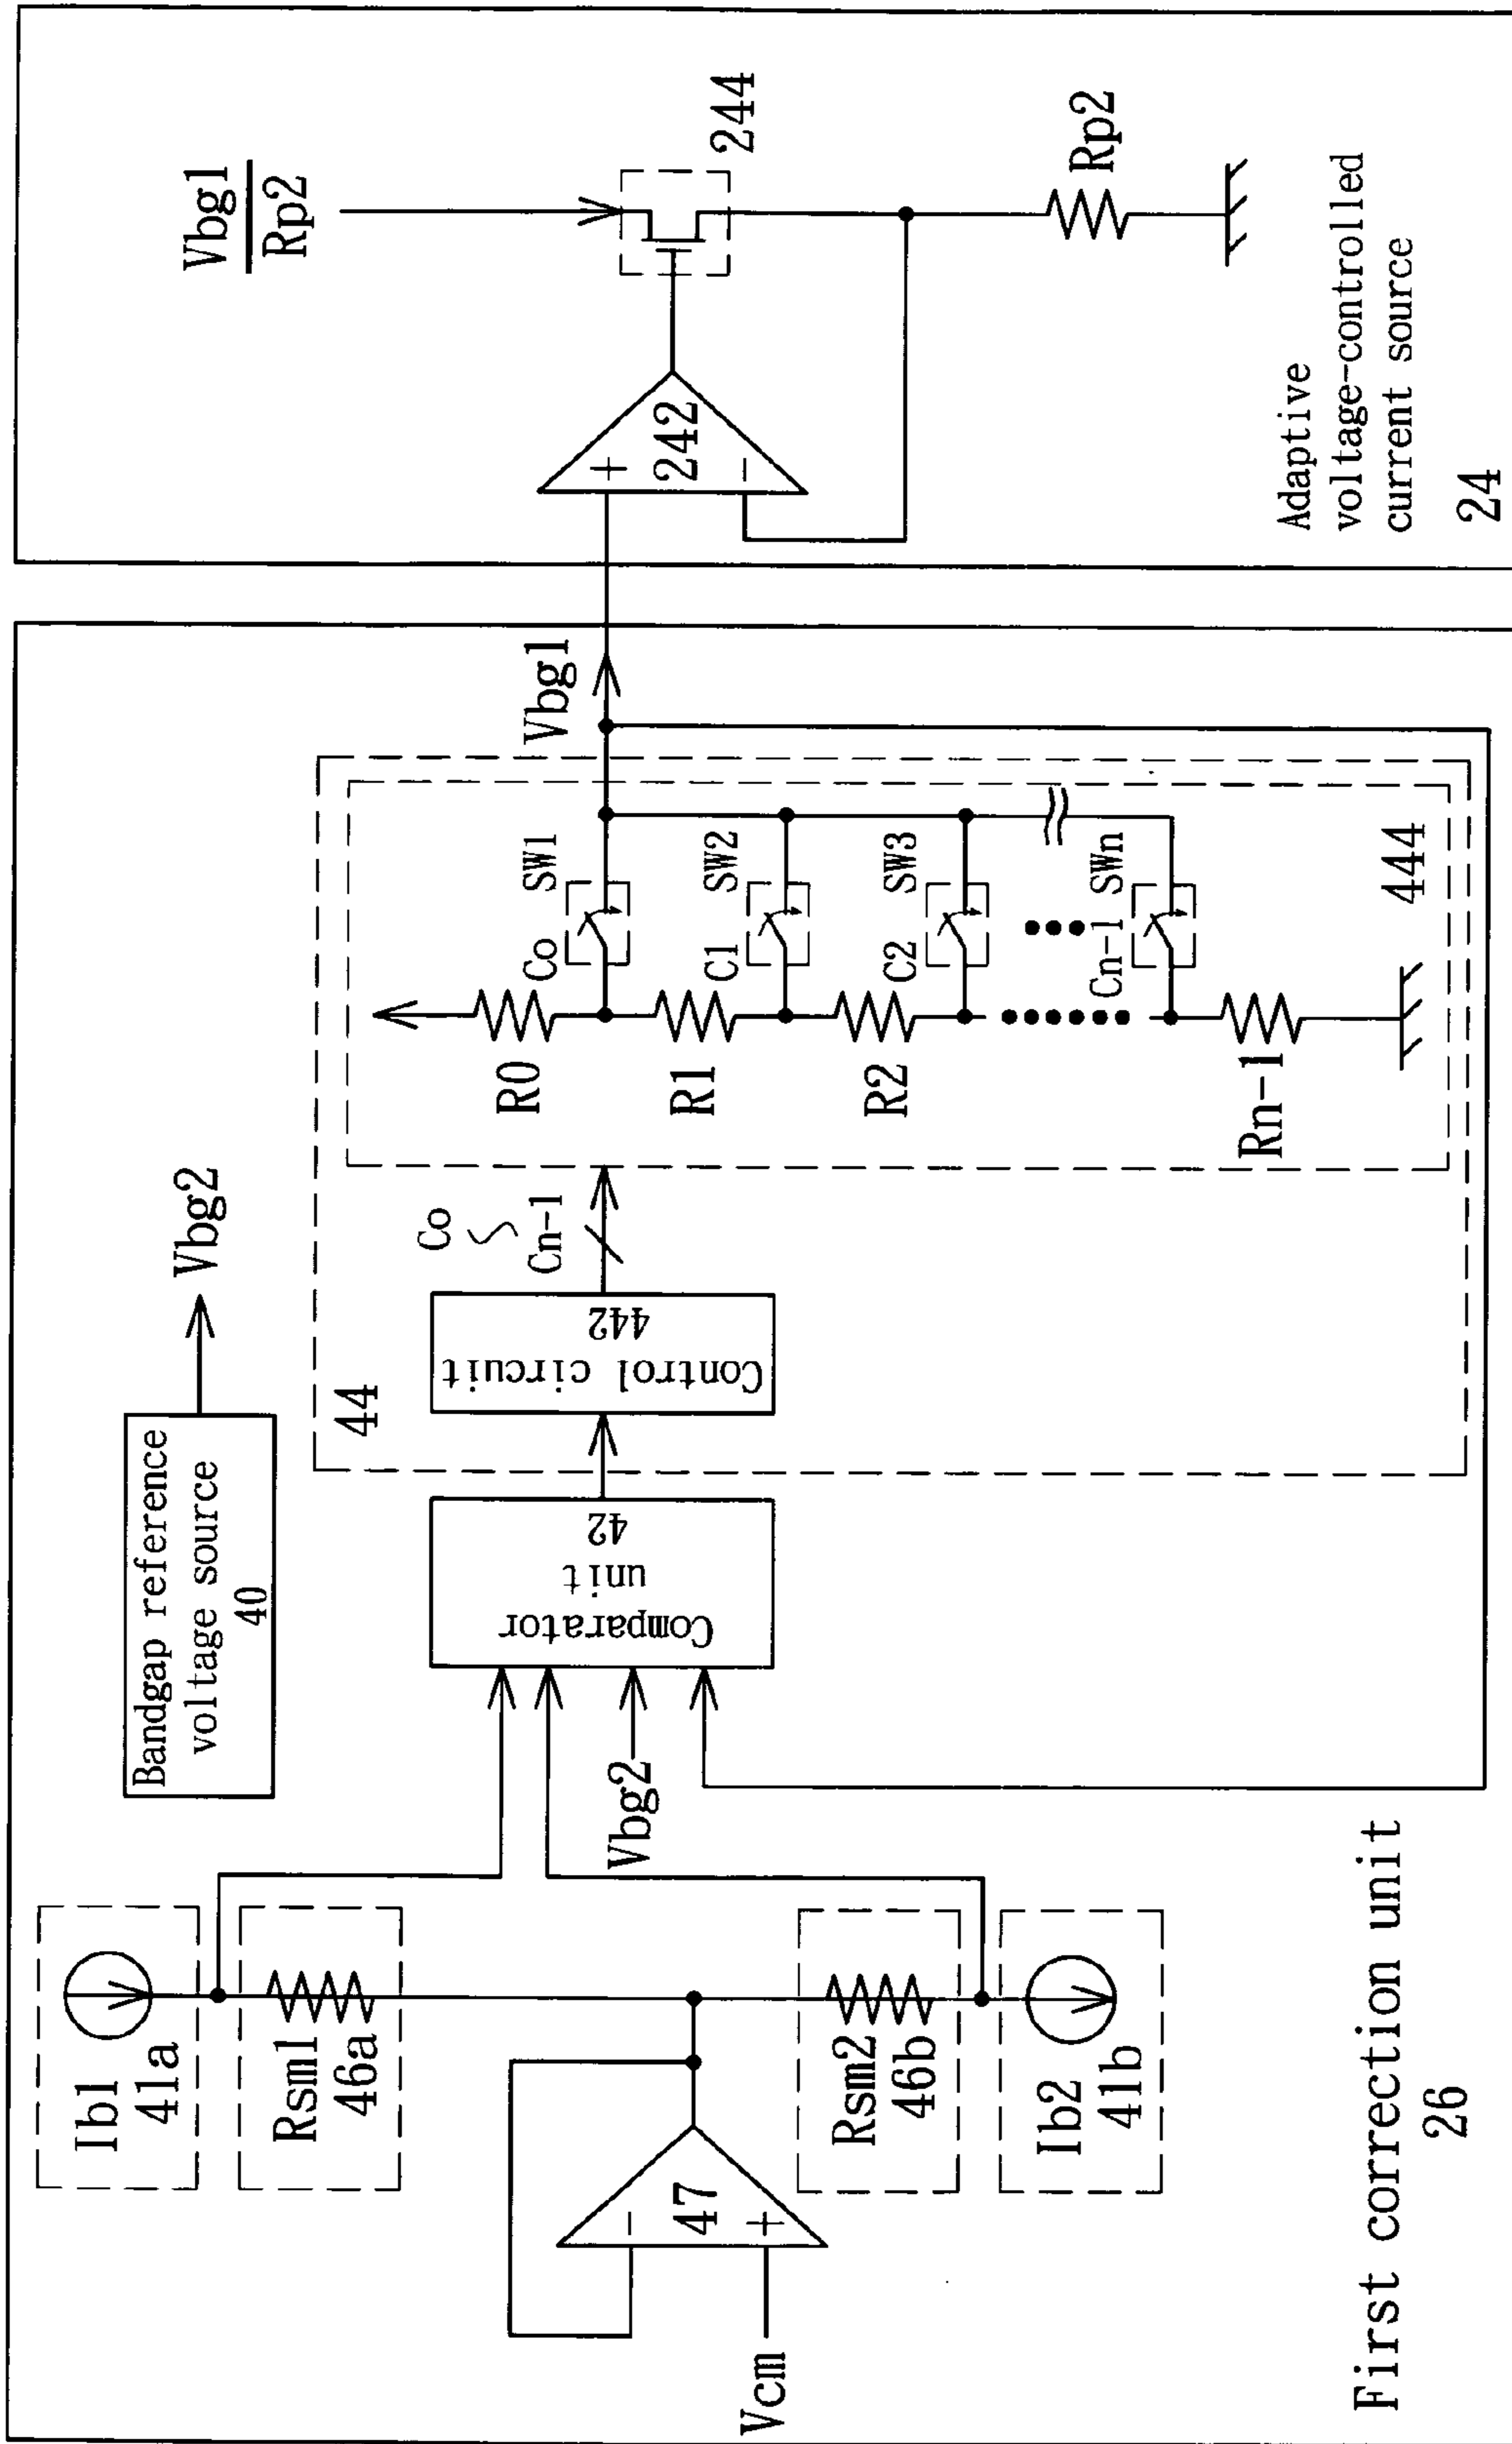 Ib1
41a
Rsm1
46a
Vcm
-
47
+
Rsm2
46b
Ib2
41b
First correction unit
26
Bandgap reference
voltage source
40
Vbg2
Vbg2
Comparator
unit
42
44
Control circuit
442
Co
Cn-1
R0
R1
R2
Rn-1
Co
SW1
C1
SW2
C2
SW3
Cn-1
SWn
444
Vbg1
+
242
-
Vbg1
Rp2
244
Rp2
Adaptive
voltage-controlled
current source
24